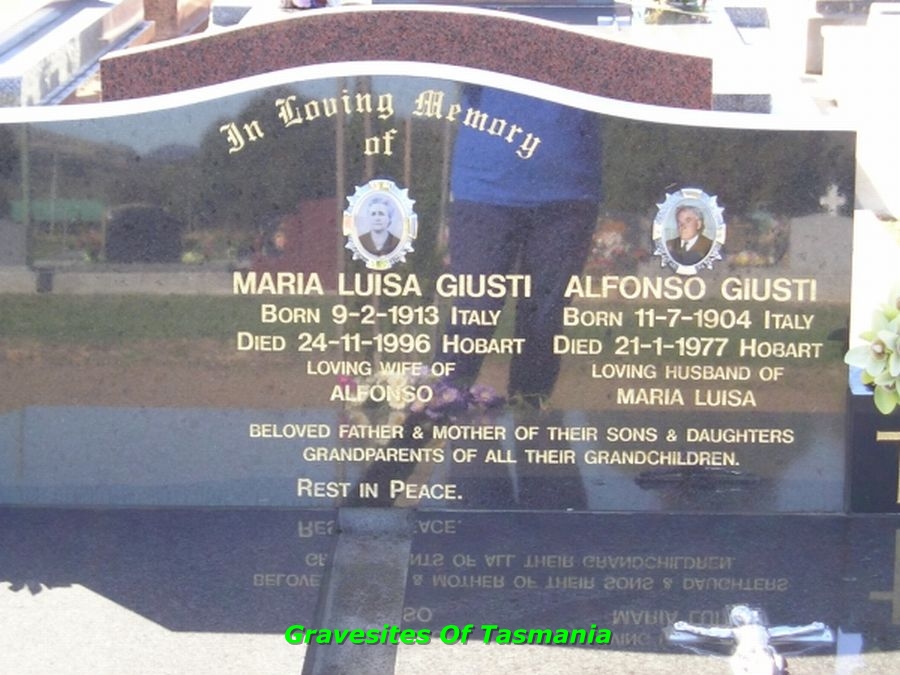 In Loving Memory
of
MARIA LUISA GIUSTI
BORN 9-2-1913 ITALY
DIED 24-11-1996 HOBART
LOVING WIFE OF
ALFONSO
ALFONSO GIUSTI
BORN 11-7-1904 ITALY
DIED 21-1-1977 HOBART
LOVING HUSBAND OF
MARIA LUISA
BELOVED FATHER & MOTHER OF THEIR SONS & DAUGHTERS
GRANDPARENTS OF ALL THEIR GRANDCHILDREN.
REST IN PEACE.
Gravesites Of Tasmania